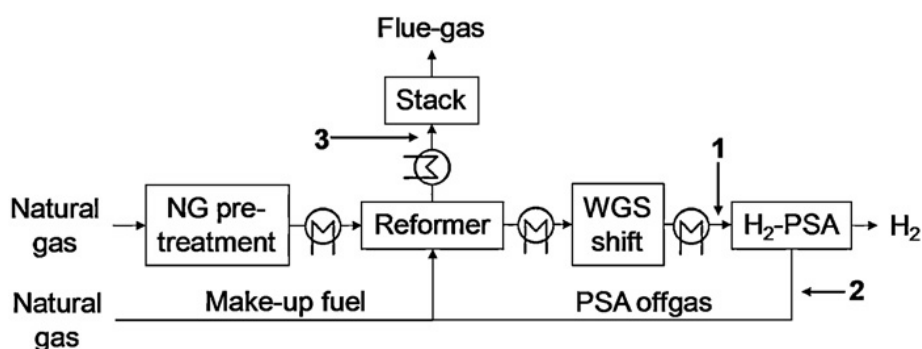 Flue-gas
Stack
3
1
Natural
gas
NG pre-
treatment
Reformer
WGS
shift
H₂-PSA
H₂
2
Natural
gas
Make-up fuel
PSA offgas